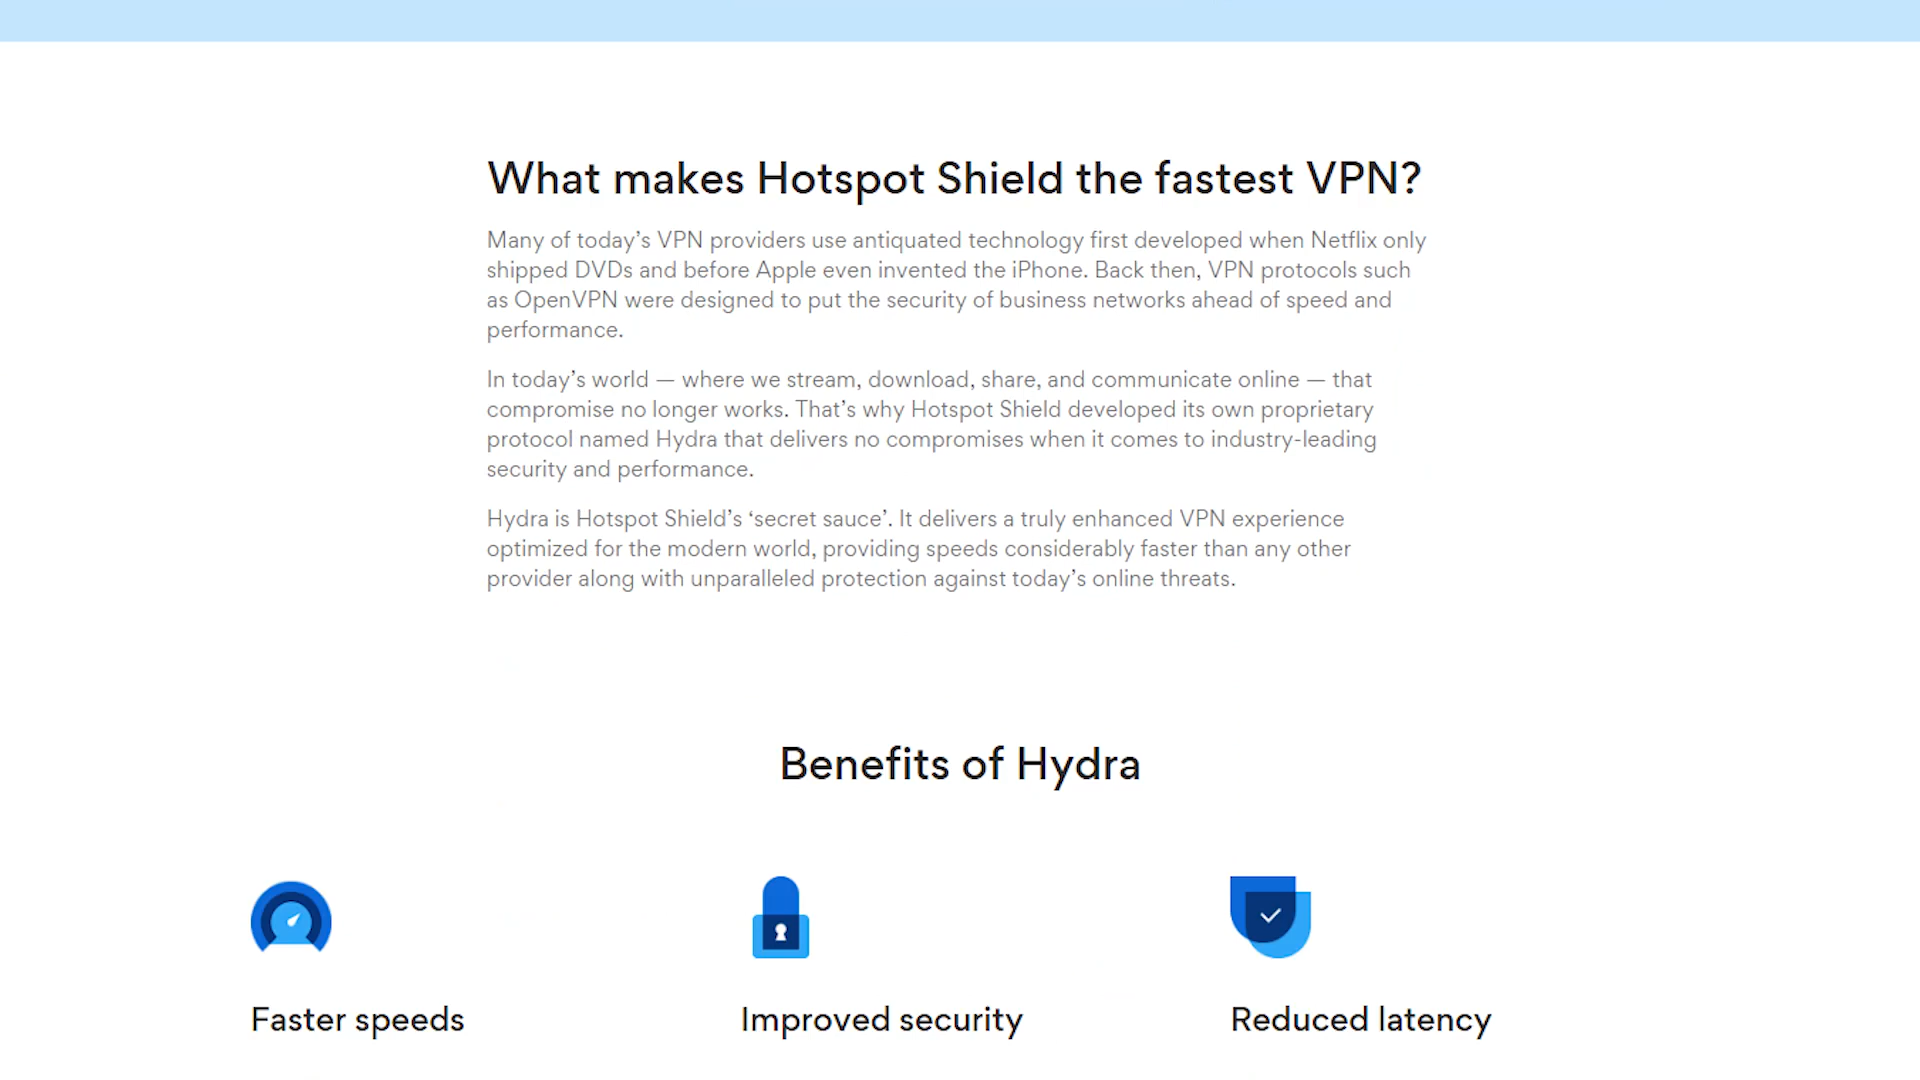 What makes Hotspot Shield the fastest VPN?
Many of today’s VPN providers use antiquated technology first developed when Netflix only
shipped DVDs and before Apple even invented the iPhone. Back then, VPN protocols such
as OpenVPN were designed to put the security of business networks ahead of speed and
performance.
In today’s world — where we stream, download, share, and communicate online — that
compromise no longer works. That’s why Hotspot Shield developed its own proprietary
protocol named Hydra that delivers no compromises when it comes to industry-leading
security and performance.
Hydra is Hotspot Shield’s ‘secret sauce’. It delivers a truly enhanced VPN experience
optimized for the modern world, providing speeds considerably faster than any other
provider along with unparalleled protection against today’s online threats.
Benefits of Hydra
Faster speeds
Improved security
Reduced latency